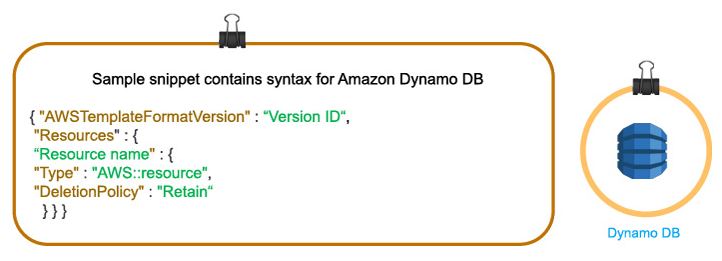 Sample snippet contains syntax for Amazon Dynamo DB
{ "AWSTemplateFormatVersion" : “Version ID“,
"Resources" : {
“Resource name" : {
"Type" : "AWS::resource",
"DeletionPolicy" : "Retain“
} } }
Dynamo DB